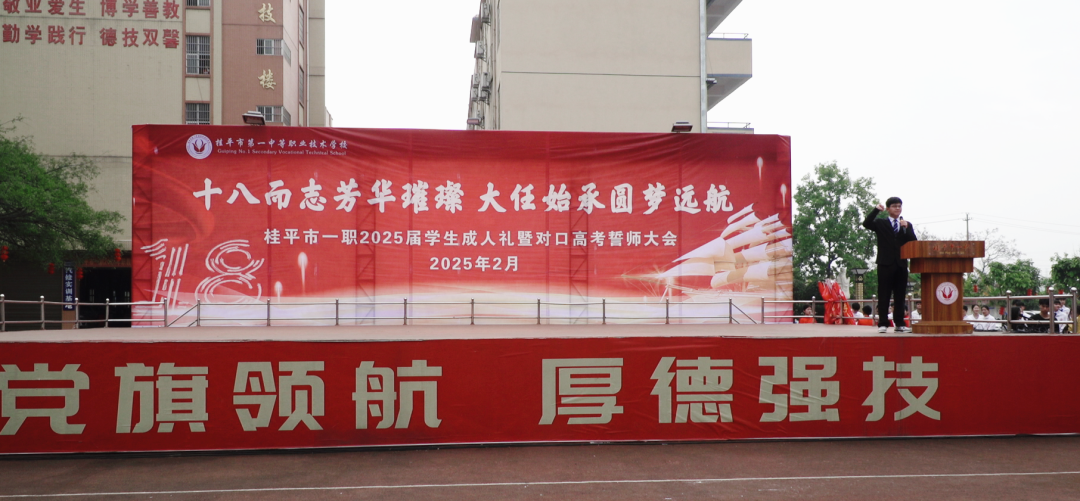 敬业爱生 博学善教
勤学践行 德技双馨
技
楼
桂平市第一中等职业技术学校
Guiping No.1 Secondary Vocational Technical School
十八而志芳华璀璨 大任始承圆梦远航
桂平市一职2025届学生成人礼暨对口高考誓师大会
2025年2月
18
党旗领航 厚德强技